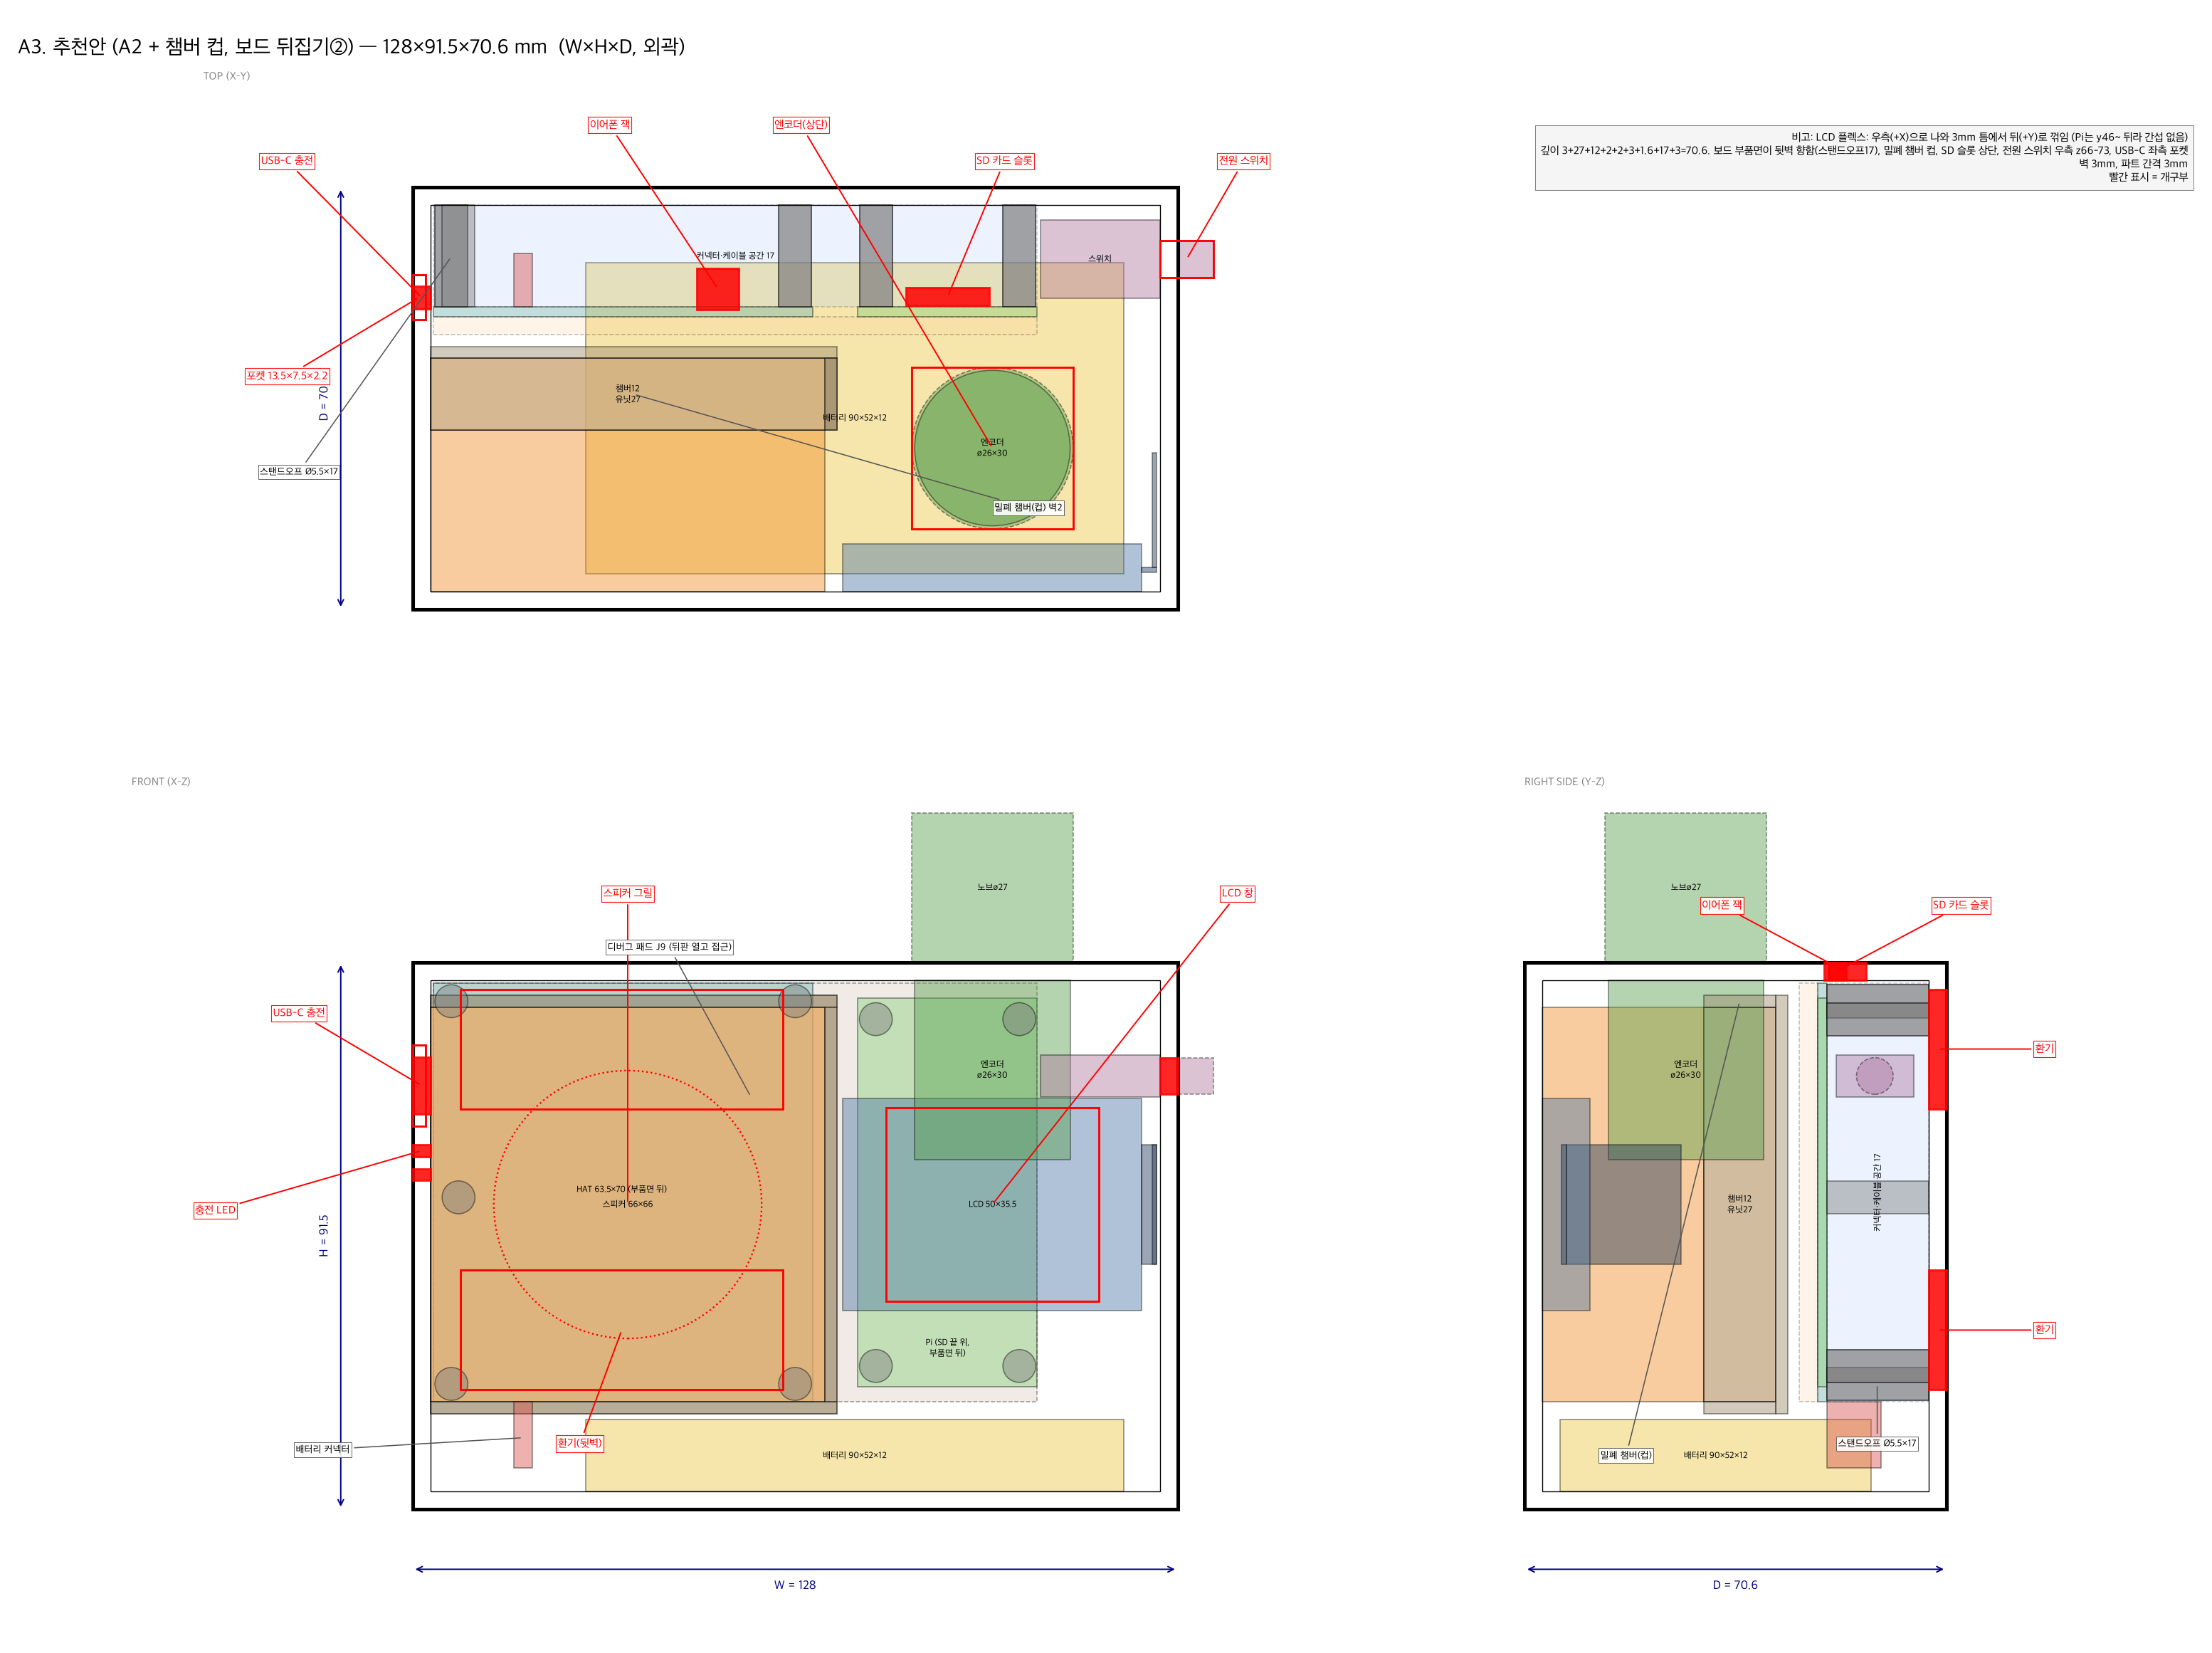 A3. 추천안 (A2 + 챔버 컵, 보드 뒤집기②) — 128×91.5×70.6 mm  (W×H×D, 외곽)
TOP (X-Y)
이어폰 잭
엔코더(상단)
USB-C 충전
SD 카드 슬롯
전원 스위치
비고: LCD 플렉스: 우측(+X)으로 나와 3mm 틈에서 뒤(+Y)로 꺾임 (Pi는 y46~ 뒤라 간섭 없음)
깊이 3+27+12+2+2+3+1.6+17+3=70.6. 보드 부품면이 뒷벽 향함(스탠드오프17), 밀폐 챔버 컵, SD 슬롯 상단, 전원 스위치 우측 z66-73, USB-C 좌측 포켓
벽 3mm, 파트 간격 3mm
빨간 표시 = 개구부
커넥터·케이블 공간 17
스위치
포켓 13.5×7.5×2.2
D = 70
챔버12
유닛27
배터리 90×52×12
엔코더
ø26×30
스탠드오프 Ø5.5×17
밀폐 챔버(컵) 벽2
FRONT (X-Z)
노브ø27
스피커 그릴
LCD 창
디버그 패드 J9 (뒤판 열고 접근)
USB-C 충전
엔코더
ø26×30
HAT 63.5×70 (부품면 뒤)
스피커 66×66
LCD 50×35.5
충전 LED
H = 91.5
Pi (SD 끝 위,
부품면 뒤)
배터리 커넥터
환기(뒷벽)
배터리 90×52×12
W = 128
RIGHT SIDE (Y-Z)
노브ø27
이어폰 잭
SD 카드 슬롯
환기
엔코더
ø26×30
커넥터·케이블 공간 17
챔버12
유닛27
환기
스탠드오프 Ø5.5×17
밀폐 챔버(컵)
배터리 90×52×12
D = 70.6